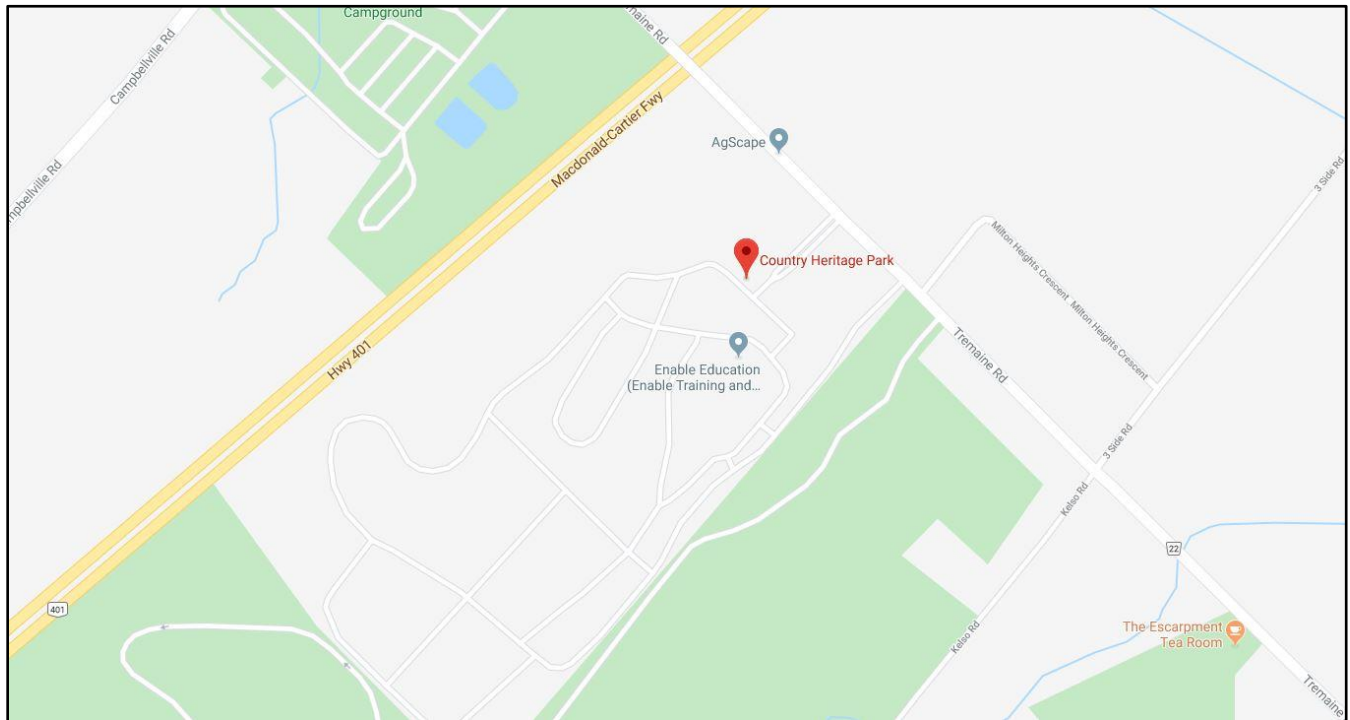 Campground
maine Rd
Campbellville Rd
Macdonald-Cartier Fwy
AgScape
3 Side Rd
mpbellville Rd
Milton Heights Crescent
Country Heritage Park
Milton Heights Crescent
Tremaine Rd
Hwy 401
Enable Education
(Enable Training and...
3 Side Rd
Kelso Rd
22
401
The Escarpment
Tea Room
Kelso Rd
Tremaine